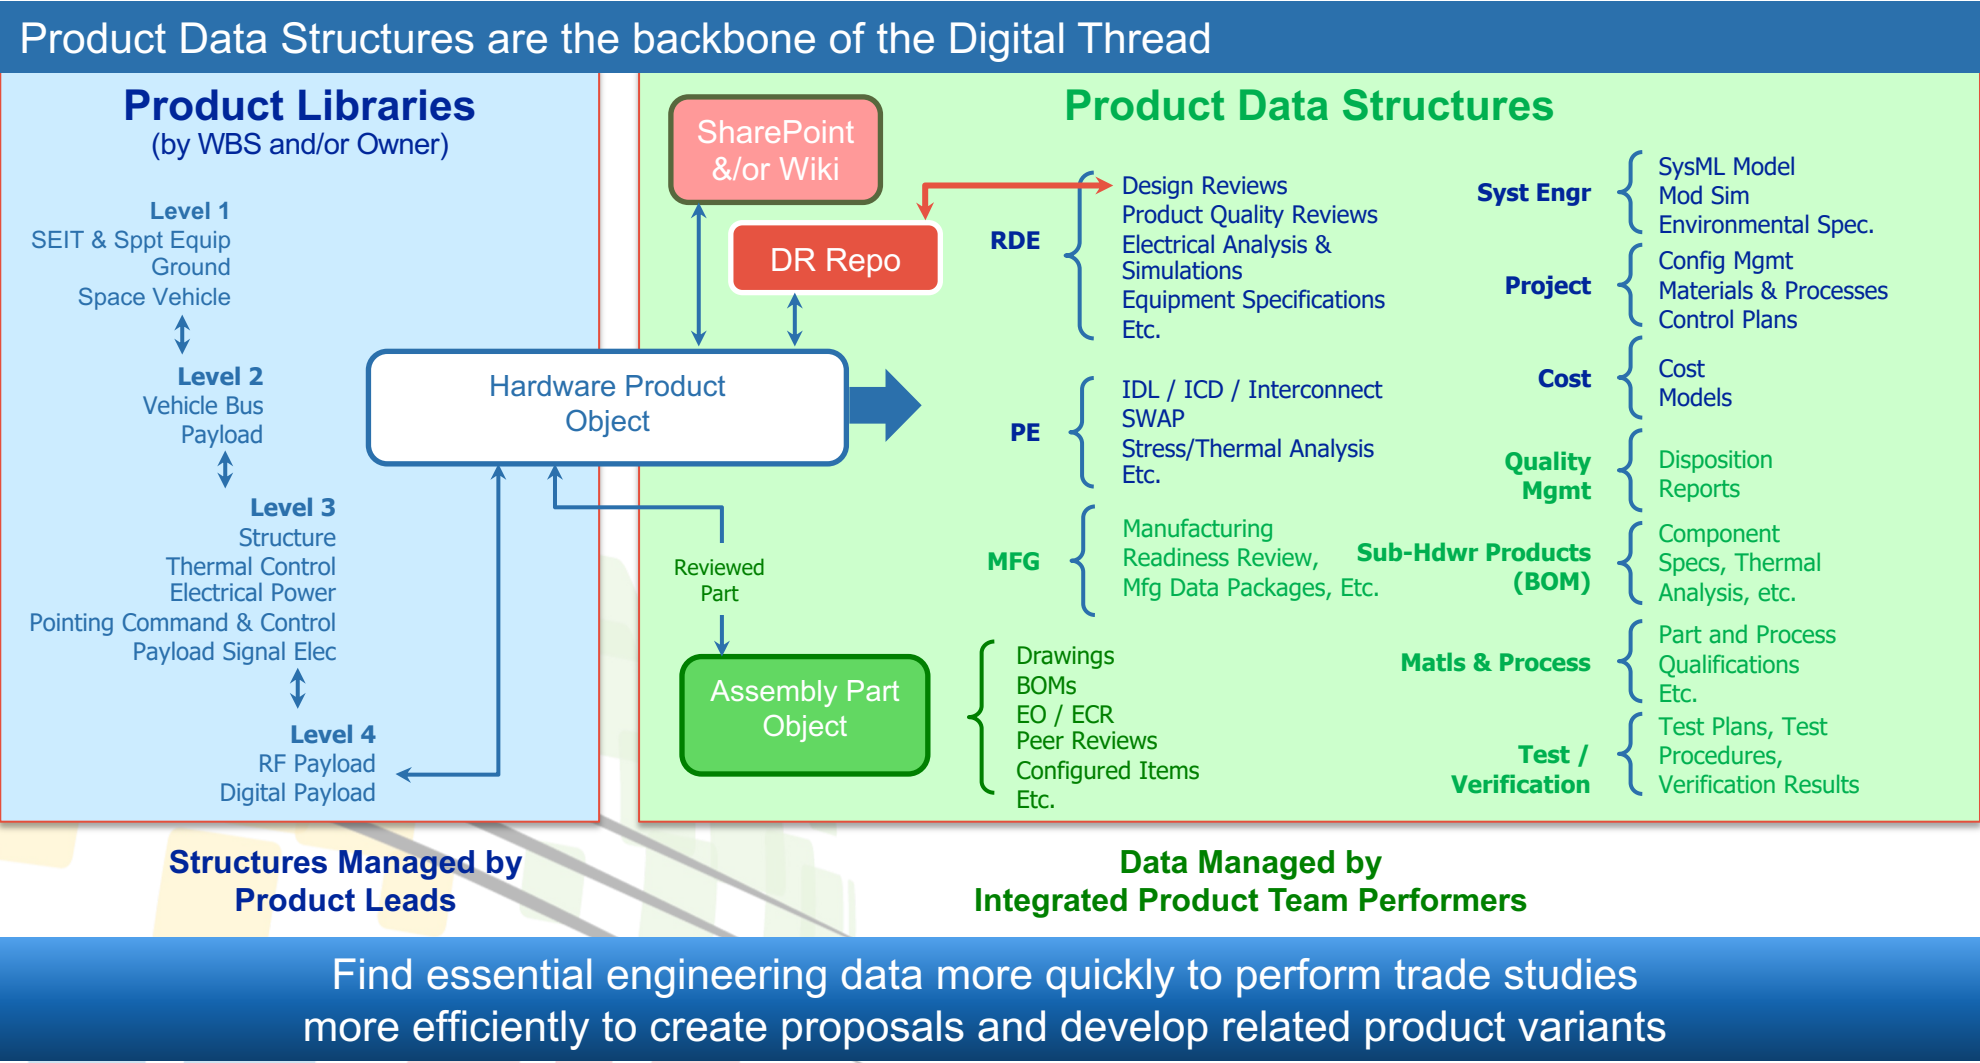 Product Data Structures are the backbone of the Digital Thread
Product Libraries
(by WBS and/or Owner)
Level 1
SEIT & Sppt Equip
Ground
Space Vehicle
Level 2
Vehicle Bus
Payload
Level 3
Structure
Thermal Control
Electrical Power
Pointing Command & Control
Payload Signal Elec
Level 4
RF Payload
Digital Payload
Hardware Product
Object
Product Data Structures
SharePoint
&/or Wiki
DR Repo
Reviewed
Part
Assembly Part
Object
RDE
Design Reviews
Product Quality Reviews
Electrical Analysis &
Simulations
Equipment Specifications
Etc.
PE
IDL / ICD / Interconnect
SWAP
Stress/Thermal Analysis
Etc.
MFG
Manufacturing
Readiness Review,
Mfg Data Packages, Etc.
Drawings
BOMs
EO / ECR
Peer Reviews
Configured Items
Etc.
Syst Engr
SysML Model
Mod Sim
Environmental Spec.
Project
Config Mgmt
Materials & Processes
Control Plans
Cost
Cost
Models
Quality
Mgmt
Disposition
Reports
Sub-Hdwr Products
(BOM)
Component
Specs, Thermal
Analysis, etc.
Matls & Process
Part and Process
Qualifications
Etc.
Test /
Verification
Test Plans, Test
Procedures,
Verification Results
Structures Managed by
Product Leads
Data Managed by
Integrated Product Team Performers
Find essential engineering data more quickly to perform trade studies
more efficiently to create proposals and develop related product variants